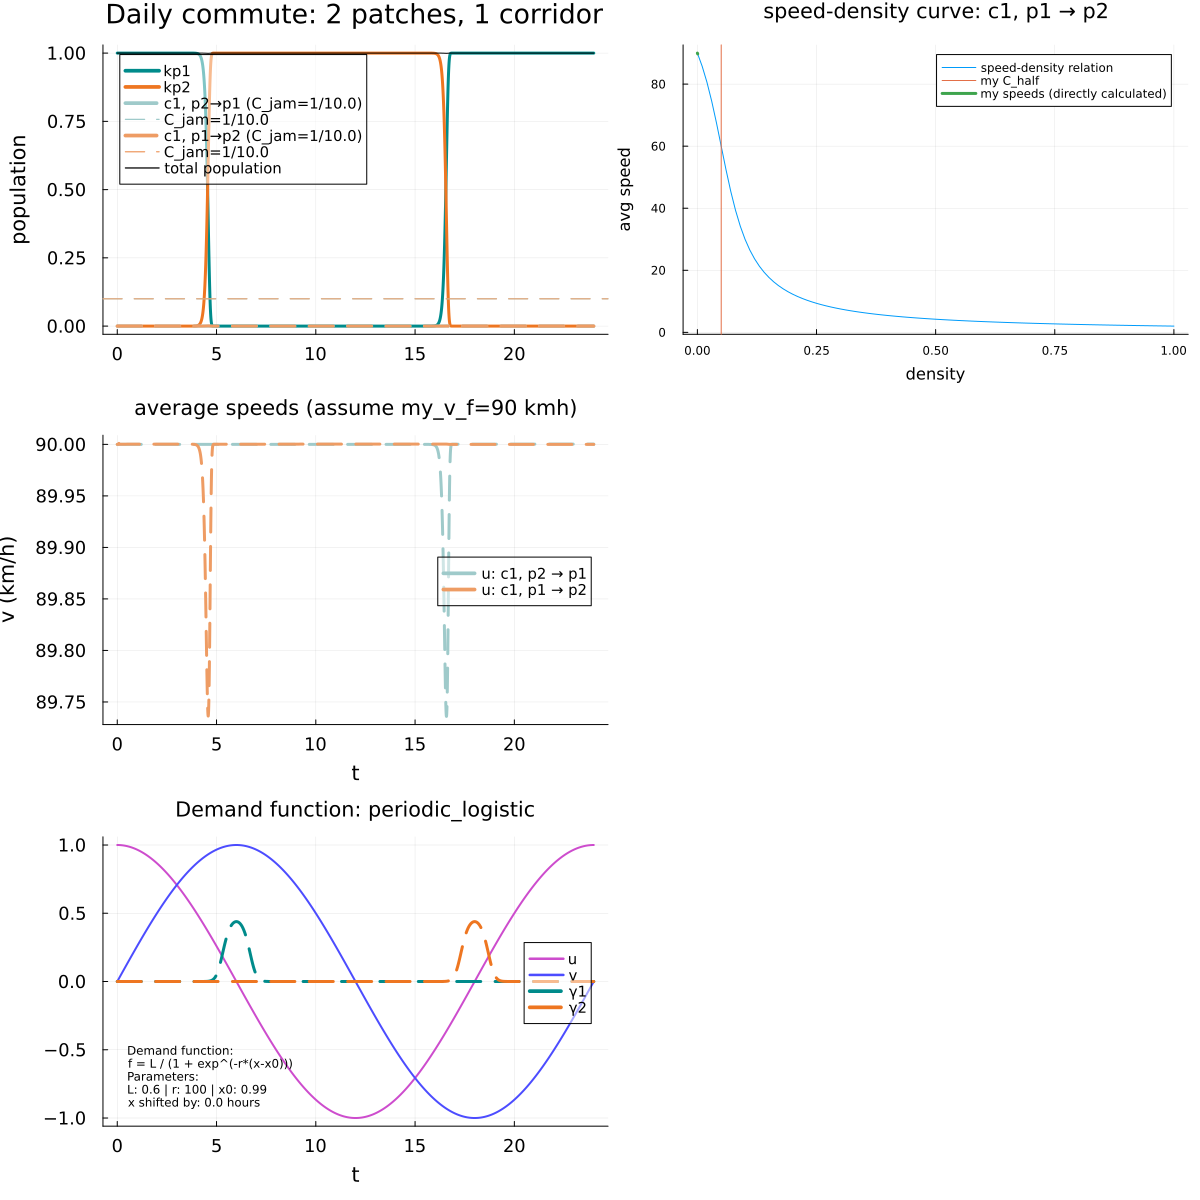 Daily commute: 2 patches, 1 corridor
population
1.00
0.75
0.50
0.25
0.00
kp1
kp2
c1, p2→p1 (C_jam=1/10.0)
C_jam=1/10.0
c1, p1→p2 (C_jam=1/10.0)
C_jam=1/10.0
total population
0 5 10 15 20
speed-density curve: c1, p1 → p2
avg speed
80
60
40
20
0
speed-density relation
my C_half
my speeds (directly calculated)
0.00 0.25 0.50 0.75 1.00
density
average speeds (assume my_v_f=90 kmh)
v (km/h)
90.00
89.95
89.90
89.85
89.80
89.75
u: c1, p2 → p1
u: c1, p1 → p2
0 5 10 15 20
t
Demand function: periodic_logistic
1.0
0.5
0.0
−0.5
−1.0
u
v
γ1
γ2
Demand function:
f = L / (1 + exp^(-r*(x-x0)))
Parameters:
L: 0.6 | r: 100 | x0: 0.99
x shifted by: 0.0 hours
0 5 10 15 20
t